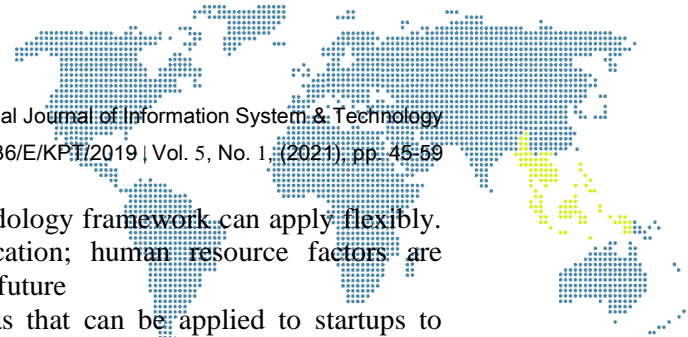 al Journal of Information System & Technology
36/E/KPT/2019 | Vol. 5, No. 1, (2021), pp. 45-59
dology framework can apply flexibly.
cation; human resource factors are
future
as that can be applied to startups to